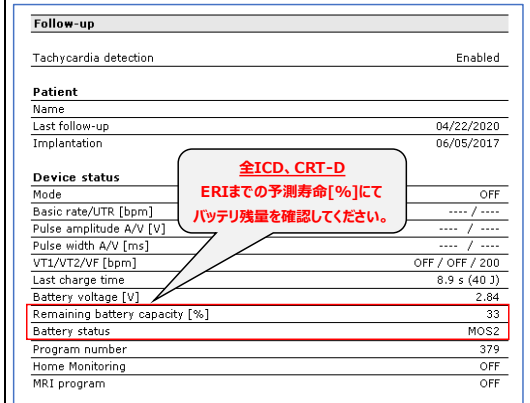 Follow-up
Tachycardia detection Enabled
Patient
Name
Last follow-up 04/22/2020
Implantation 06/05/2017
全ICD、CRT-D
ERIまでの予測寿命[%]にて
バッテリ残量を確認してください。
Device status
Mode OFF
Basic rate/UTR [bpm] ---- / ----
Pulse amplitude A/V [V] ---- / ----
Pulse width A/V [ms] ---- / ----
VT1/VT2/VF [bpm] OFF / OFF / 200
Last charge time 8.9 s (40 J)
Battery voltage [V] 2.84
Remaining battery capacity [%] 33
Battery status MOS2
Program number 379
Home Monitoring OFF
MRI program OFF